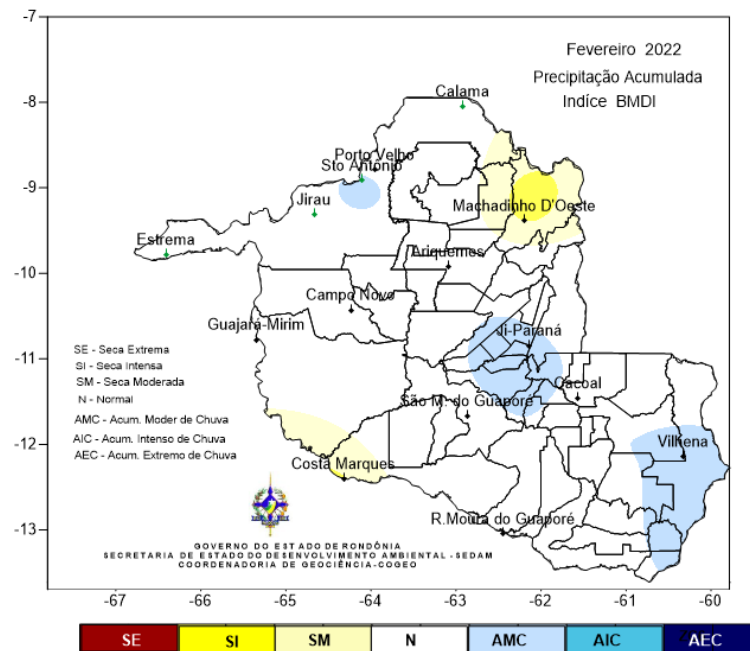 -7
Fevereiro 2022
Precipitação Acumulada
Indíce BMDI
-8
Calama
Porto Velho
Sto Antônio
-9
Jirau
Machadinho D'Oeste
Estrema
Ariquemes
-10
Campo Novo
Guajará-Mirim
Ji-Paraná
SE - Seca Extrema
-11
SI - Seca Intensa
SM - Seca Moderada
Cacoal
N - Normal
São M. do Guaporé
AMC - Acum. Moder de Chuva
AIC - Acum. Intenso de Chuva
Vilhena
-12
AEC - Acum. Extremo de Chuva
Costa Marques
R.Moura do Guaporé
-13
GOVERNO DO ESTADO DE RONDÔNIA
SECRETARIA DE ESTADO DO DESENVOLVIMENTO AMBIENTAL - SEDAM
COORDENADORIA DE GEOCIÊNCIA-COGEO
-67 -66 -65 -64 -63 -62 -61 -60
SE SI SM N AMC AIC AEC